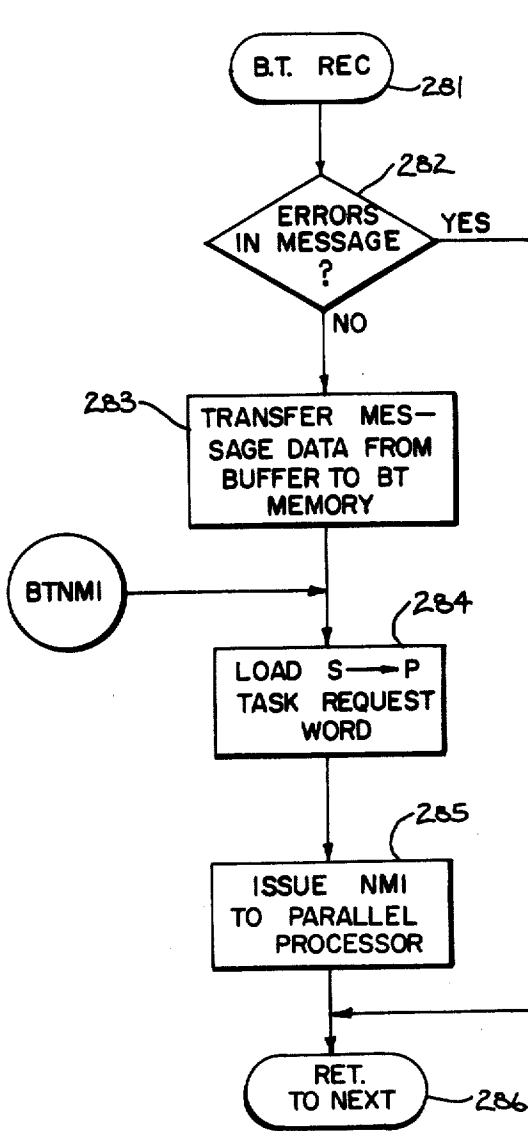 B.T. REC
281
282
ERRORS
IN MESSAGE
?
YES
NO
283
TRANSFER MES-
SAGE DATA FROM
BUFFER TO BT
MEMORY
BTNMI
284
LOAD S→P
TASK REQUEST
WORD
285
ISSUE NMI
TO PARALLEL
PROCESSOR
RET.
TO NEXT
286